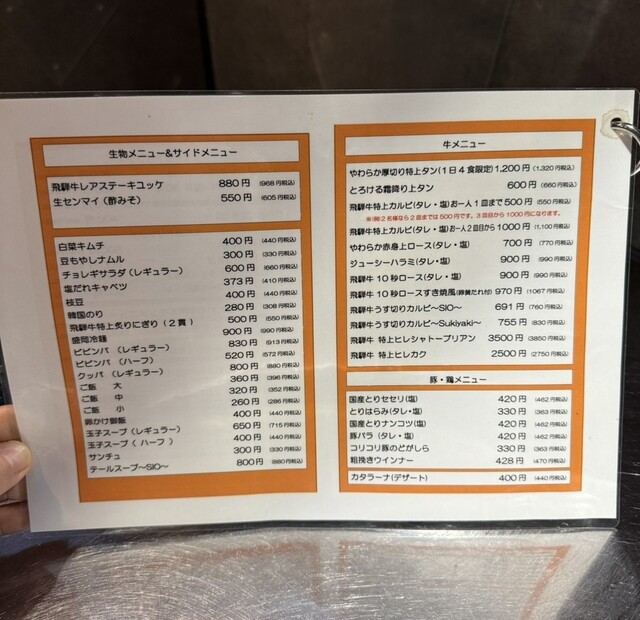 生物メニュー&サイドメニュー
飛騨牛レアステーキユッケ 880円 (968円税込)
生センマイ(酢みそ) 550円 (605円税込)
白菜キムチ 400円 (440円税込)
豆もやしナムル 300円 (330円税込)
チョレギサラダ(レギュラー) 600円 (660円税込)
塩だれキャベツ 373円 (410円税込)
枝豆 400円 (440円税込)
韓国のり 280円 (308円税込)
飛騨牛特上炙りにぎり(2貫) 500円 (550円税込)
盛岡冷麺 900円 (990円税込)
ビビンバ(レギュラー) 830円 (913円税込)
ビビンバ(ハーフ) 520円 (572円税込)
クッパ(レギュラー) 800円 (880円税込)
ご飯 大 360円 (396円税込)
ご飯 中 320円 (352円税込)
ご飯 小 260円 (286円税込)
卵かけ御飯 400円 (440円税込)
玉子スープ(レギュラー) 650円 (715円税込)
玉子スープ(ハーフ) 400円 (440円税込)
サンチュ 300円 (330円税込)
テールスープ〜SIO〜 800円 (880円税込)
牛メニュー
やわらか厚切り特上タン(1日4食限定) 1,200円 (1,320円税込)
とろける霜降り上タン 600円 (660円税込)
飛騨牛特上カルビ(タレ・塩)お一人1皿まで 500円 (550円税込)
※(例)2名様なら2皿までは500円です。3皿目から1000円になります。
飛騨牛特上カルビ(タレ・塩)お一人2皿目から 1000円 (1,100円税込)
やわらか赤身上ロース(タレ・塩) 700円 (770円税込)
ジューシーハラミ(タレ・塩) 900円 (990円税込)
飛騨牛10秒ロース(タレ・塩) 900円 (990円税込)
飛騨牛10秒ロースすき焼風(卵黄たれ付) 970円 (1067円税込)
飛騨牛うす切りカルビ〜SIO〜 691円 (760円税込)
飛騨牛うす切りカルビ〜Sukiyaki〜 755円 (830円税込)
飛騨牛 特上ヒレシャトーブリアン 3500円 (3850円税込)
飛騨牛 特上ヒレカク 2500円 (2750円税込)
豚・鶏メニュー
国産とりセセリ(塩) 420円 (462円税込)
とりはらみ(タレ・塩) 330円 (363円税込)
国産とりナンコツ(塩) 420円 (462円税込)
豚バラ(タレ・塩) 420円 (462円税込)
コリコリ豚のどがしら 330円 (363円税込)
粗挽きウインナー 428円 (470円税込)
カタラーナ(デザート) 400円 (440円税込)